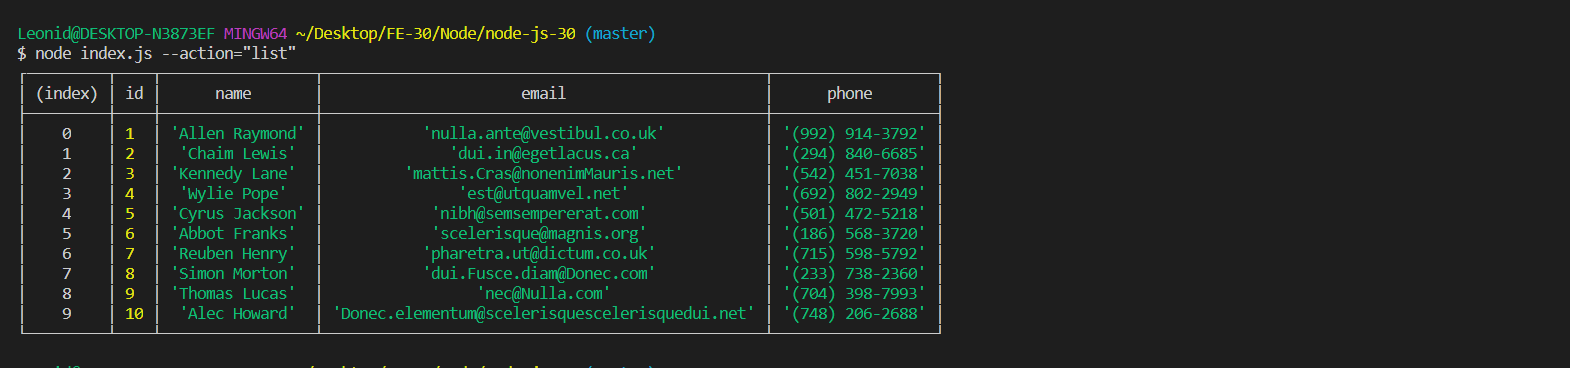 Leonid@DESKTOP-N3873EF MINGW64 ~/Desktop/FE-30/Node/node-js-30 (master)
$ node index.js --action="list"
(index) id name email phone
0 1 'Allen Raymond' 'nulla.ante@vestibul.co.uk' '(992) 914-3792'
1 2 'Chaim Lewis' 'dui.in@egetlacus.ca' '(294) 840-6685'
2 3 'Kennedy Lane' 'mattis.Cras@nonenimMauris.net' '(542) 451-7038'
3 4 'Wylie Pope' 'est@utquamvel.net' '(692) 802-2949'
4 5 'Cyrus Jackson' 'nibh@semsempererat.com' '(501) 472-5218'
5 6 'Abbot Franks' 'scelerisque@magnis.org' '(186) 568-3720'
6 7 'Reuben Henry' 'pharetra.ut@dictum.co.uk' '(715) 598-5792'
7 8 'Simon Morton' 'dui.Fusce.diam@Donec.com' '(233) 738-2360'
8 9 'Thomas Lucas' 'nec@Nulla.com' '(704) 398-7993'
9 10 'Alec Howard' 'Donec.elementum@scelerisquescelerisquedui.net' '(748) 206-2688'